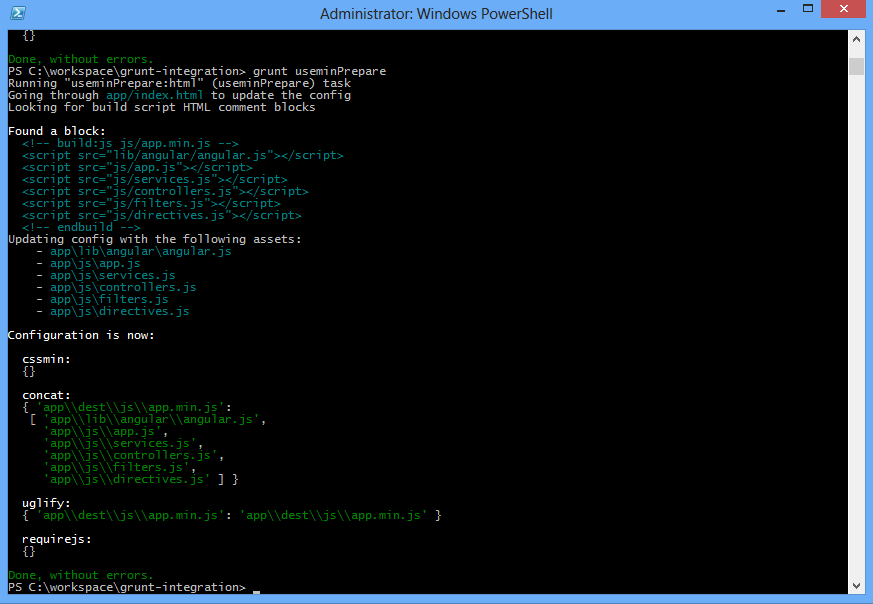 Administrator: Windows PowerShell
{}
Done, without errors.
PS C:\workspace\grunt-integration> grunt useminPrepare
Running "useminPrepare:html" (useminPrepare) task
Going through app/index.html to update the config
Looking for build script HTML comment blocks
Found a block:
<!-- build:js js/app.min.js -->
<script src="lib/angular/angular.js"></script>
<script src="js/app.js"></script>
<script src="js/services.js"></script>
<script src="js/controllers.js"></script>
<script src="js/filters.js"></script>
<script src="js/directives.js"></script>
<!-- endbuild -->
Updating config with the following assets:
- app\lib\angular\angular.js
- app\js\app.js
- app\js\services.js
- app\js\controllers.js
- app\js\filters.js
- app\js\directives.js
Configuration is now:
cssmin:
{}
concat:
{ 'app\\dest\\js\\app.min.js':
[ 'app\\lib\\angular\\angular.js',
'app\\js\\app.js',
'app\\js\\services.js',
'app\\js\\controllers.js',
'app\\js\\filters.js',
'app\\js\\directives.js' ] }
uglify:
{ 'app\\dest\\js\\app.min.js': 'app\\dest\\js\\app.min.js' }
requirejs:
{}
Done, without errors.
PS C:\workspace\grunt-integration> _